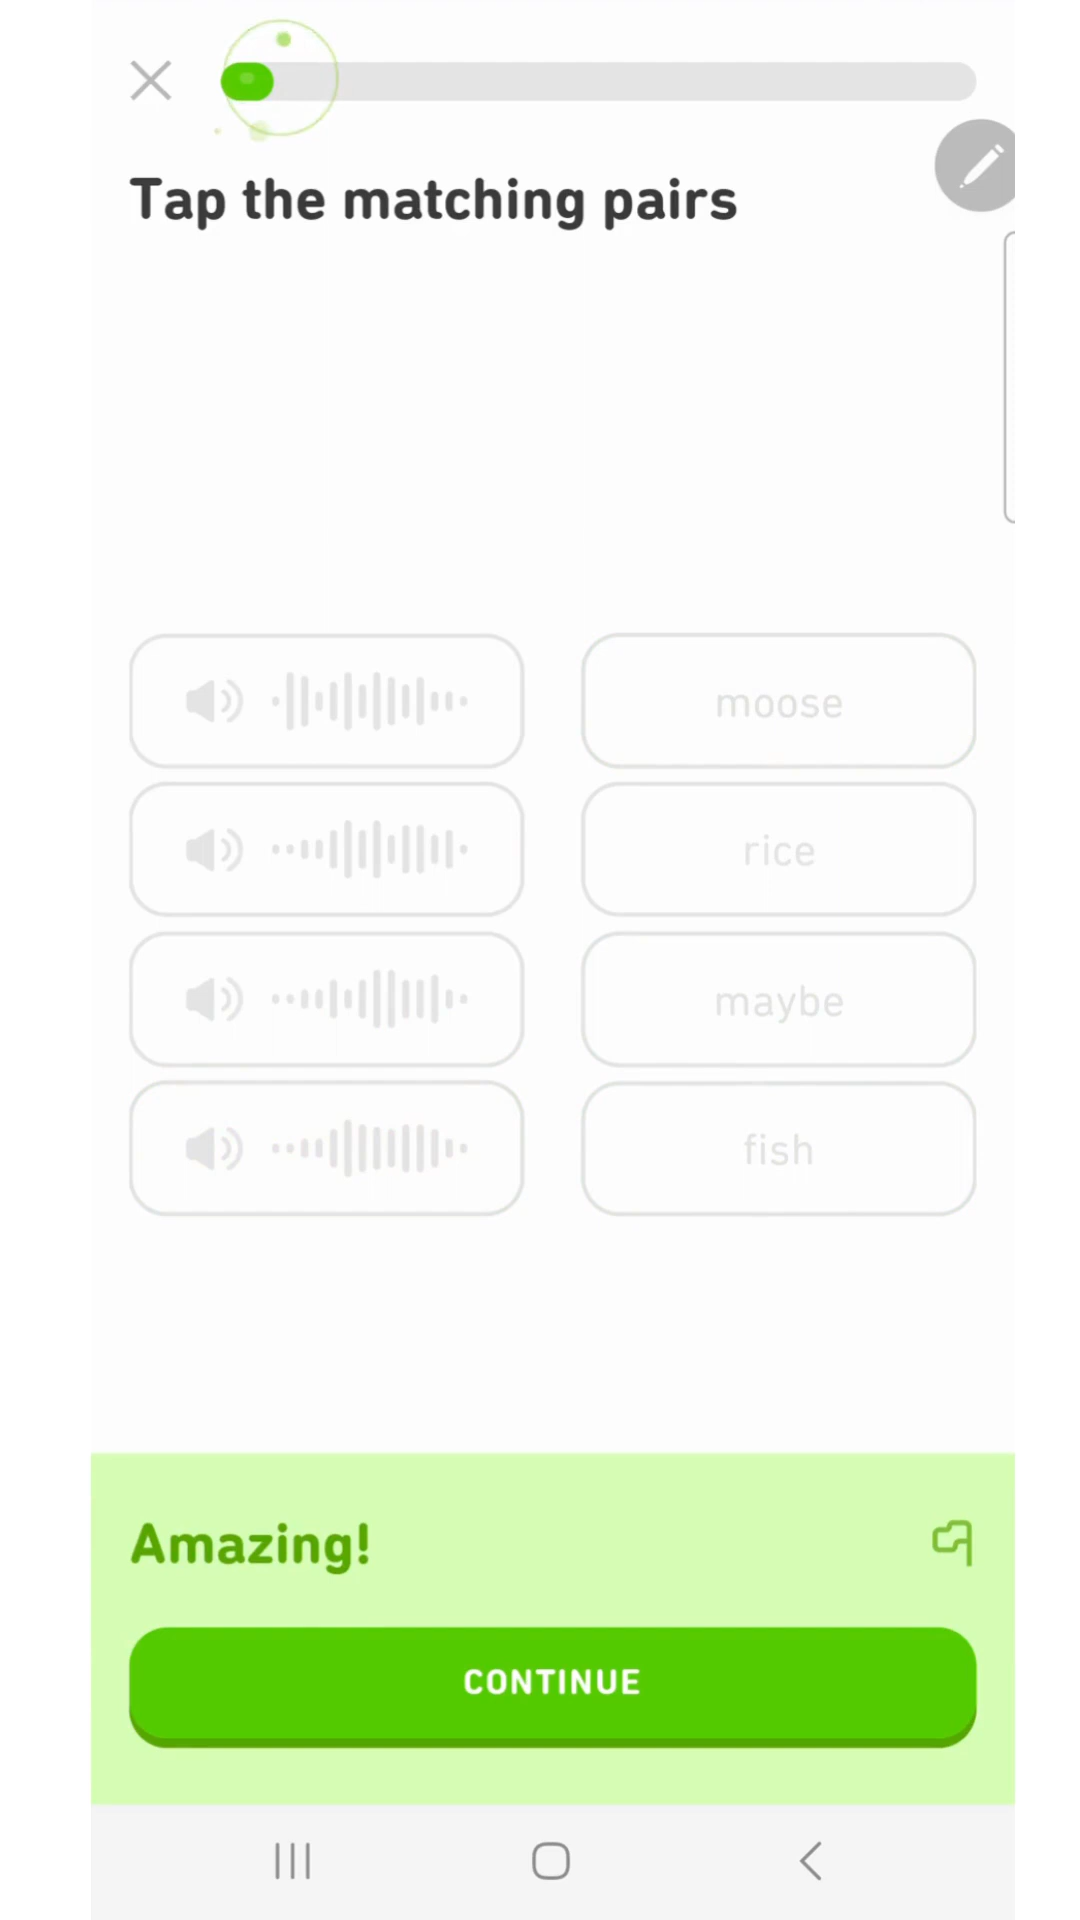 Tap the matching pairs
moose
rice
maybe
fish
Amazing!
CONTINUE